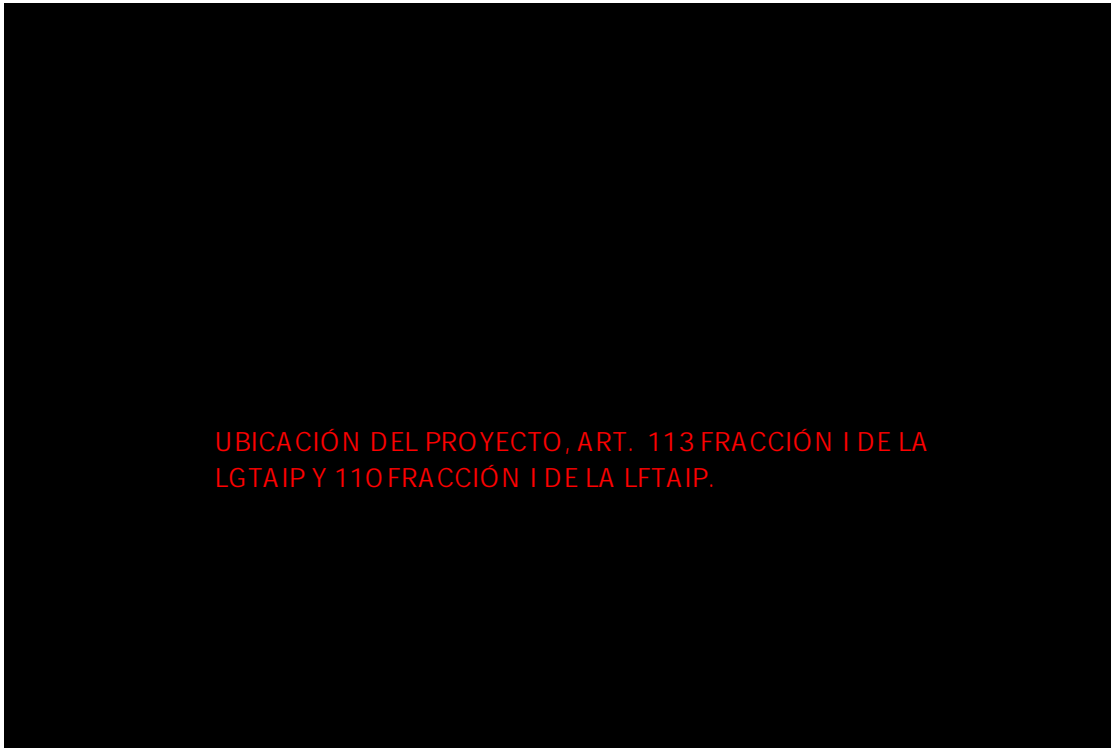 UBICACIÓN DEL PROYECTO, ART. 113 FRACCIÓN I DE LA
LGTAIP Y 110 FRACCIÓN I DE LA LFTAIP.